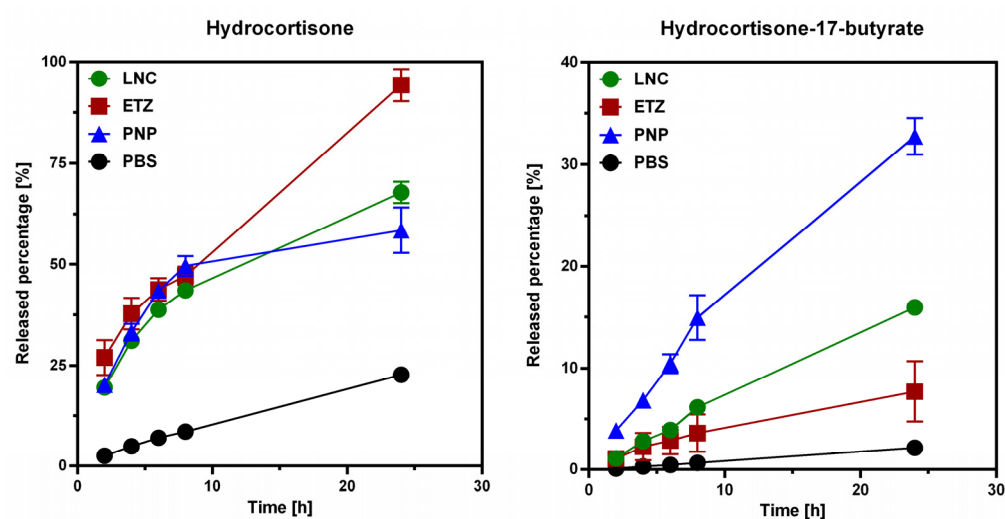 Hydrocortisone
100
75
50
25
0
0
10
20
30
Released percentage [%]
Time [h]
LNC
ETZ
PNP
PBS
Hydrocortisone-17-butyrate
40
30
20
10
0
0
10
20
30
Released percentage [%]
Time [h]
LNC
ETZ
PNP
PBS